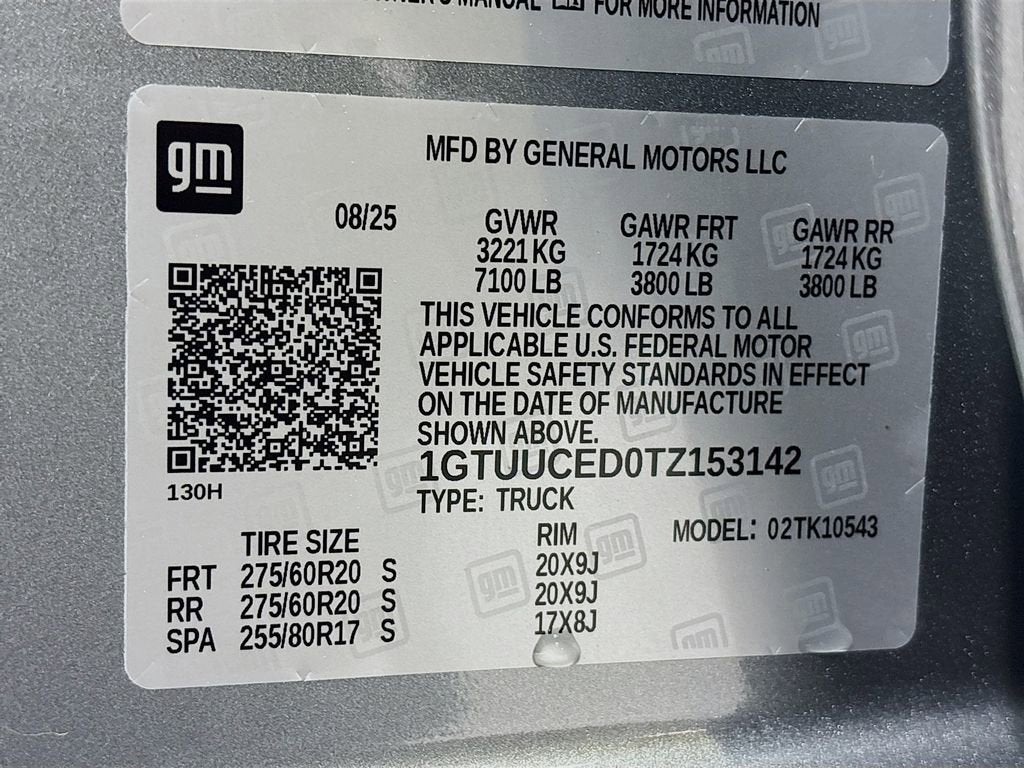 OWNER'S MANUAL FOR MORE INFORMATION
gm
MFD BY GENERAL MOTORS LLC
08/25
GVWR GAWR FRT GAWR RR
3221 KG 1724 KG 1724 KG
7100 LB 3800 LB 3800 LB
THIS VEHICLE CONFORMS TO ALL
APPLICABLE U.S. FEDERAL MOTOR
VEHICLE SAFETY STANDARDS IN EFFECT
ON THE DATE OF MANUFACTURE
SHOWN ABOVE.
1GTUUCED0TZ153142
130H
TYPE: TRUCK
MODEL: 02TK10543
TIRE SIZE RIM
FRT 275/60R20 S 20X9J
RR 275/60R20 S 20X9J
SPA 255/80R17 S 17X8J